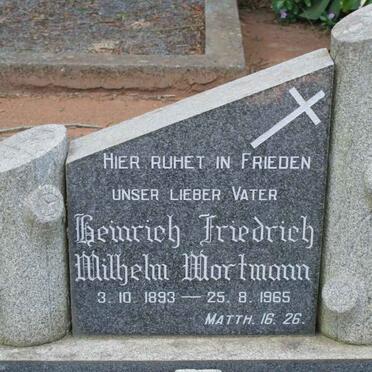 HIER RUHET IN FRIEDEN
UNSER LIEBER VATER
Heinrich Friedrich
Wilhelm Wortmann
3. 10. 1893 — 25. 8. 1965
MATTH. 16. 26.